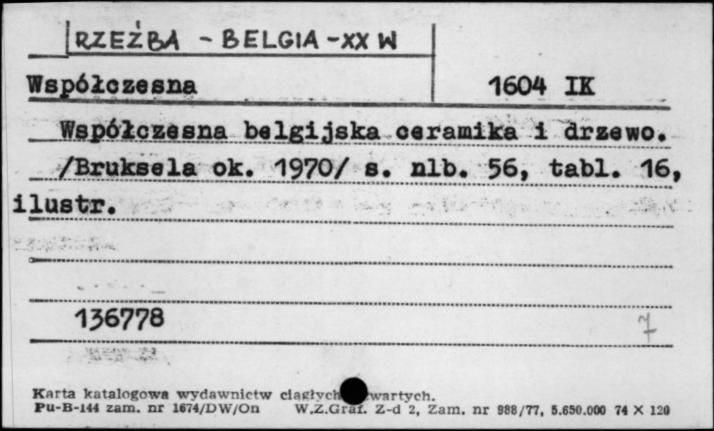 RZEŹBA - BELGIA - XX W
Współczesna 1604 IK
Współczesna belgijska ceramika i drzewo.
/Bruksela ok. 1970/ s. nlb. 56, tabl. 16,
ilustr.
136778
7
Karta katalogowa wydawnictw ciągłych zwartych.
Pu-B-144 zam. nr 1674/DW/On W.Z.Graf. Z-d 2, Zam. nr 988/77, 5.650.000 74 X 120